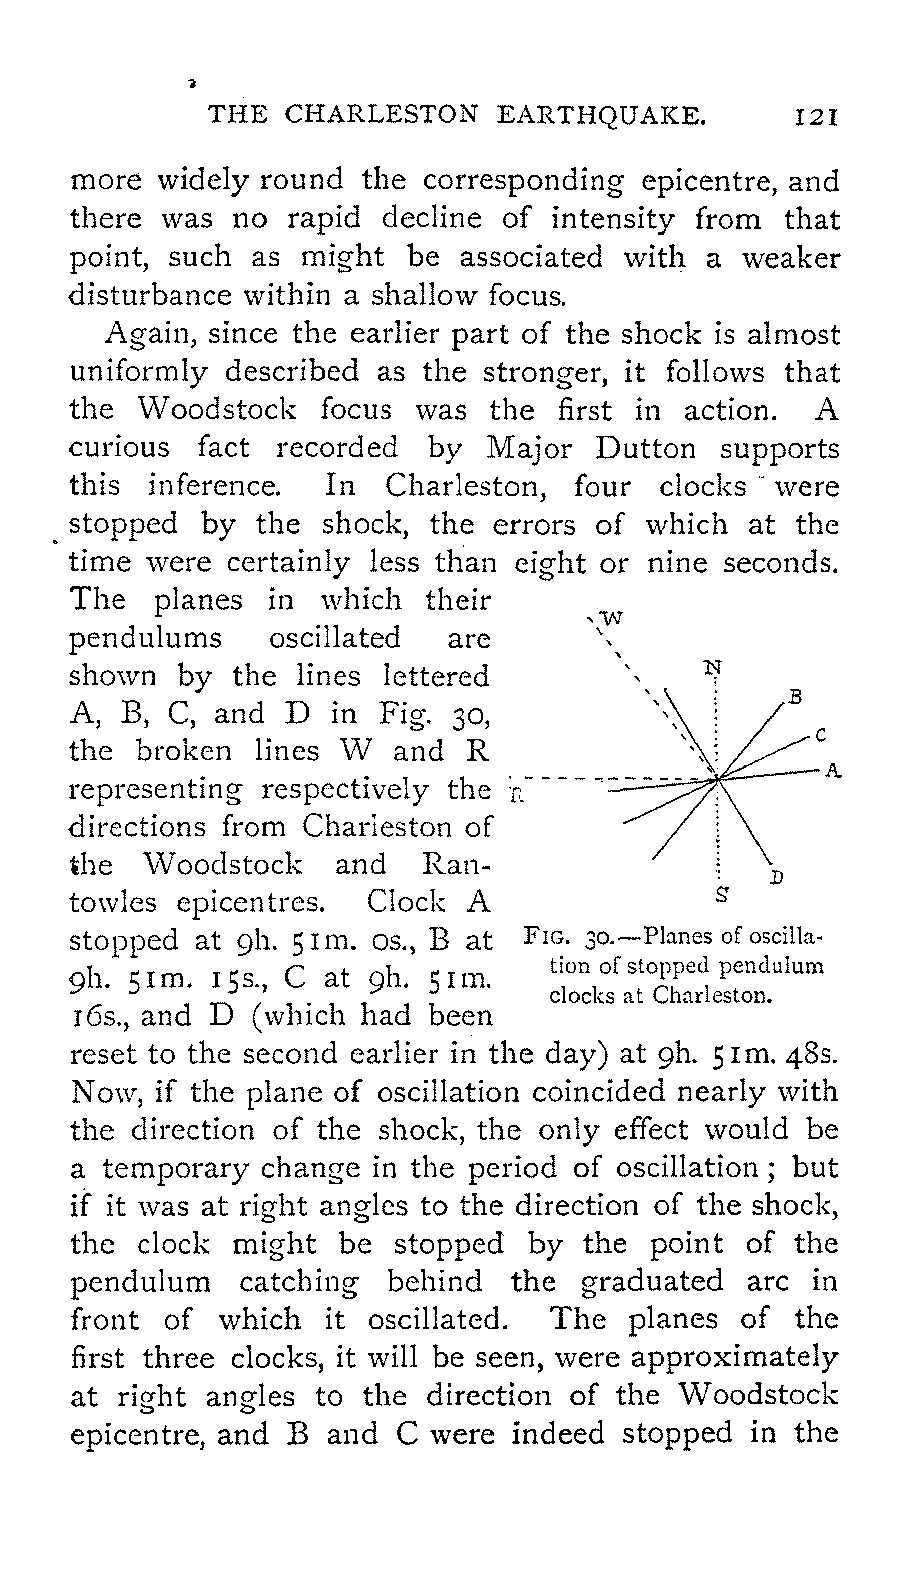 THE CHARLESTON EARTHQUAKE. 121
more widely round the corresponding epicentre, and
there was no rapid decline of intensity from that
point, such as might be associated with a weaker
disturbance within a shallow focus.
Again, since the earlier part of the shock is almost
uniformly described as the stronger, it follows that
the Woodstock focus was the first in action. A
curious fact recorded by Major Dutton supports
this inference. In Charleston, four clocks were
stopped by the shock, the errors of which at the
time were certainly less than eight or nine seconds.
The planes in which their
pendulums oscillated are
shown by the lines lettered
A, B, C, and D in Fig. 30,
the broken lines W and R
representing respectively the
directions from Charleston of
the Woodstock and Ran-
towles epicentres. Clock A
stopped at 9h. 51m. 0s., B at
9h. 51m. 15s., C at 9h. 51m.
16s., and D (which had been
W
N
B
C
A
R
D
S
FIG. 30.—Planes of oscilla-
tion of stopped pendulum
clocks at Charleston.
reset to the second earlier in the day) at 9h. 51m. 48s.
Now, if the plane of oscillation coincided nearly with
the direction of the shock, the only effect would be
a temporary change in the period of oscillation; but
if it was at right angles to the direction of the shock,
the clock might be stopped by the point of the
pendulum catching behind the graduated arc in
front of which it oscillated. The planes of the
first three clocks, it will be seen, were approximately
at right angles to the direction of the Woodstock
epicentre, and B and C were indeed stopped in the